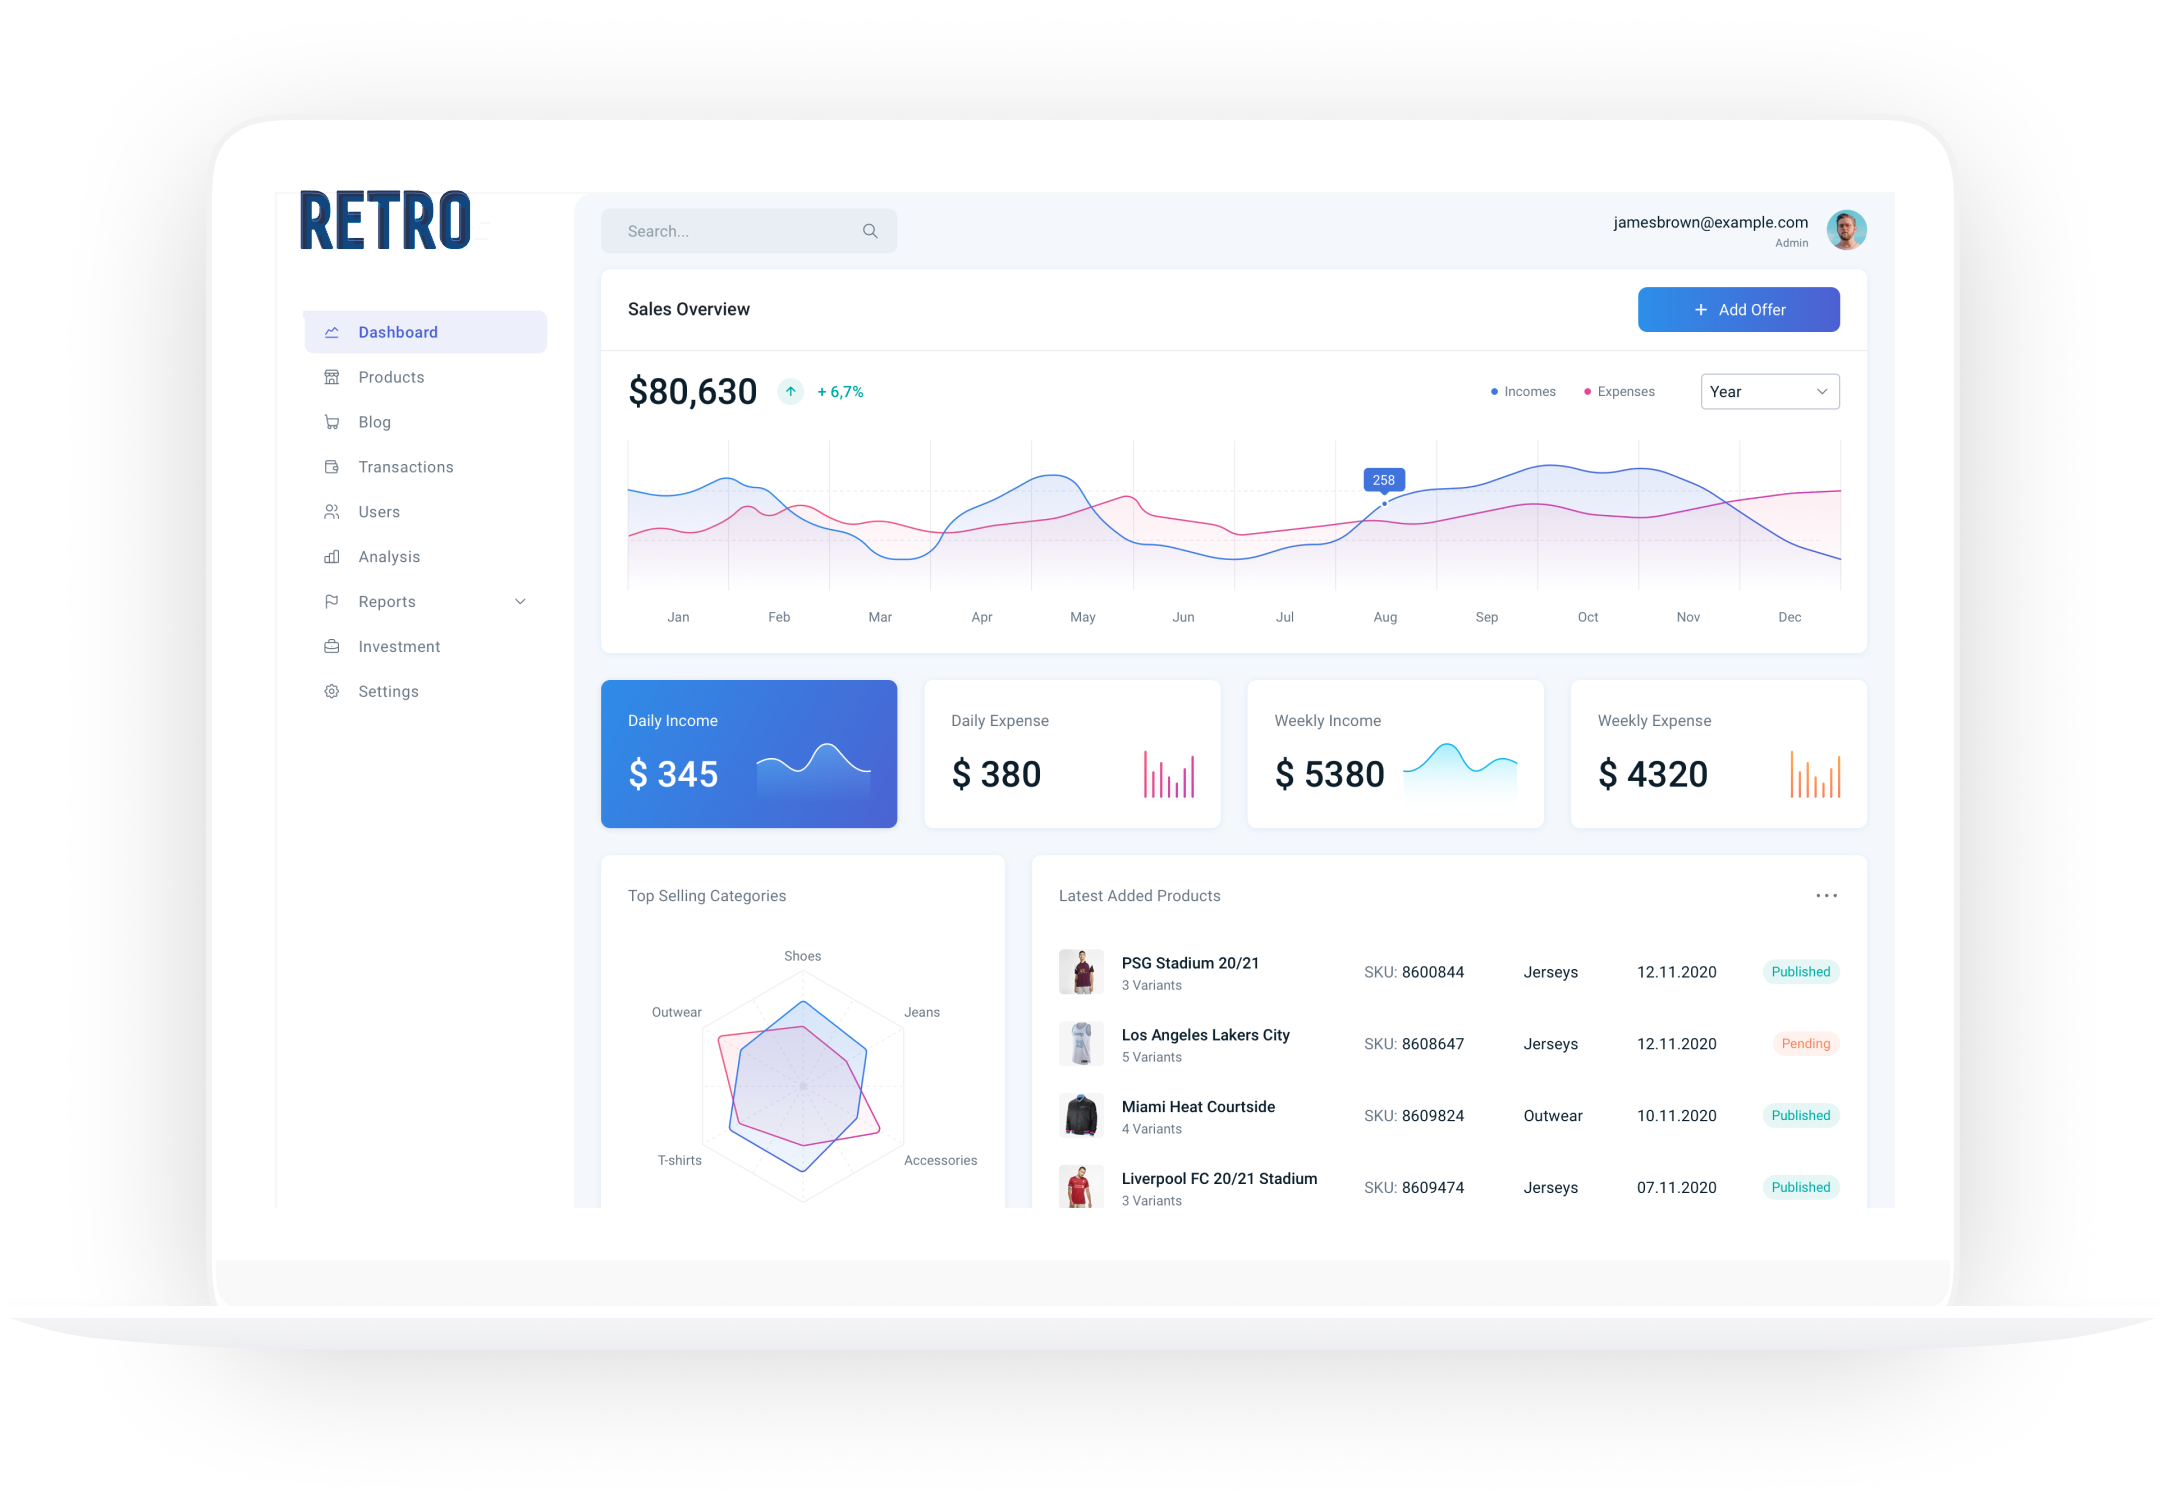 RETRO
Search...
jamesbrown@example.com
Admin
Dashboard
Products
Blog
Transactions
Users
Analysis
Reports
Investment
Settings
Sales Overview
+ Add Offer
$80,630 + 6,7%
Incomes Expenses Year
258
Jan Feb Mar Apr May Jun Jul Aug Sep Oct Nov Dec
Daily Income
$ 345
Daily Expense
$ 380
Weekly Income
$ 5380
Weekly Expense
$ 4320
Top Selling Categories
Shoes
Outwear Jeans
T-shirts Accessories
Latest Added Products
PSG Stadium 20/21
3 Variants
SKU: 8600844 Jerseys 12.11.2020 Published
Los Angeles Lakers City
5 Variants
SKU: 8608647 Jerseys 12.11.2020 Pending
Miami Heat Courtside
4 Variants
SKU: 8609824 Outwear 10.11.2020 Published
Liverpool FC 20/21 Stadium
3 Variants
SKU: 8609474 Jerseys 07.11.2020 Published